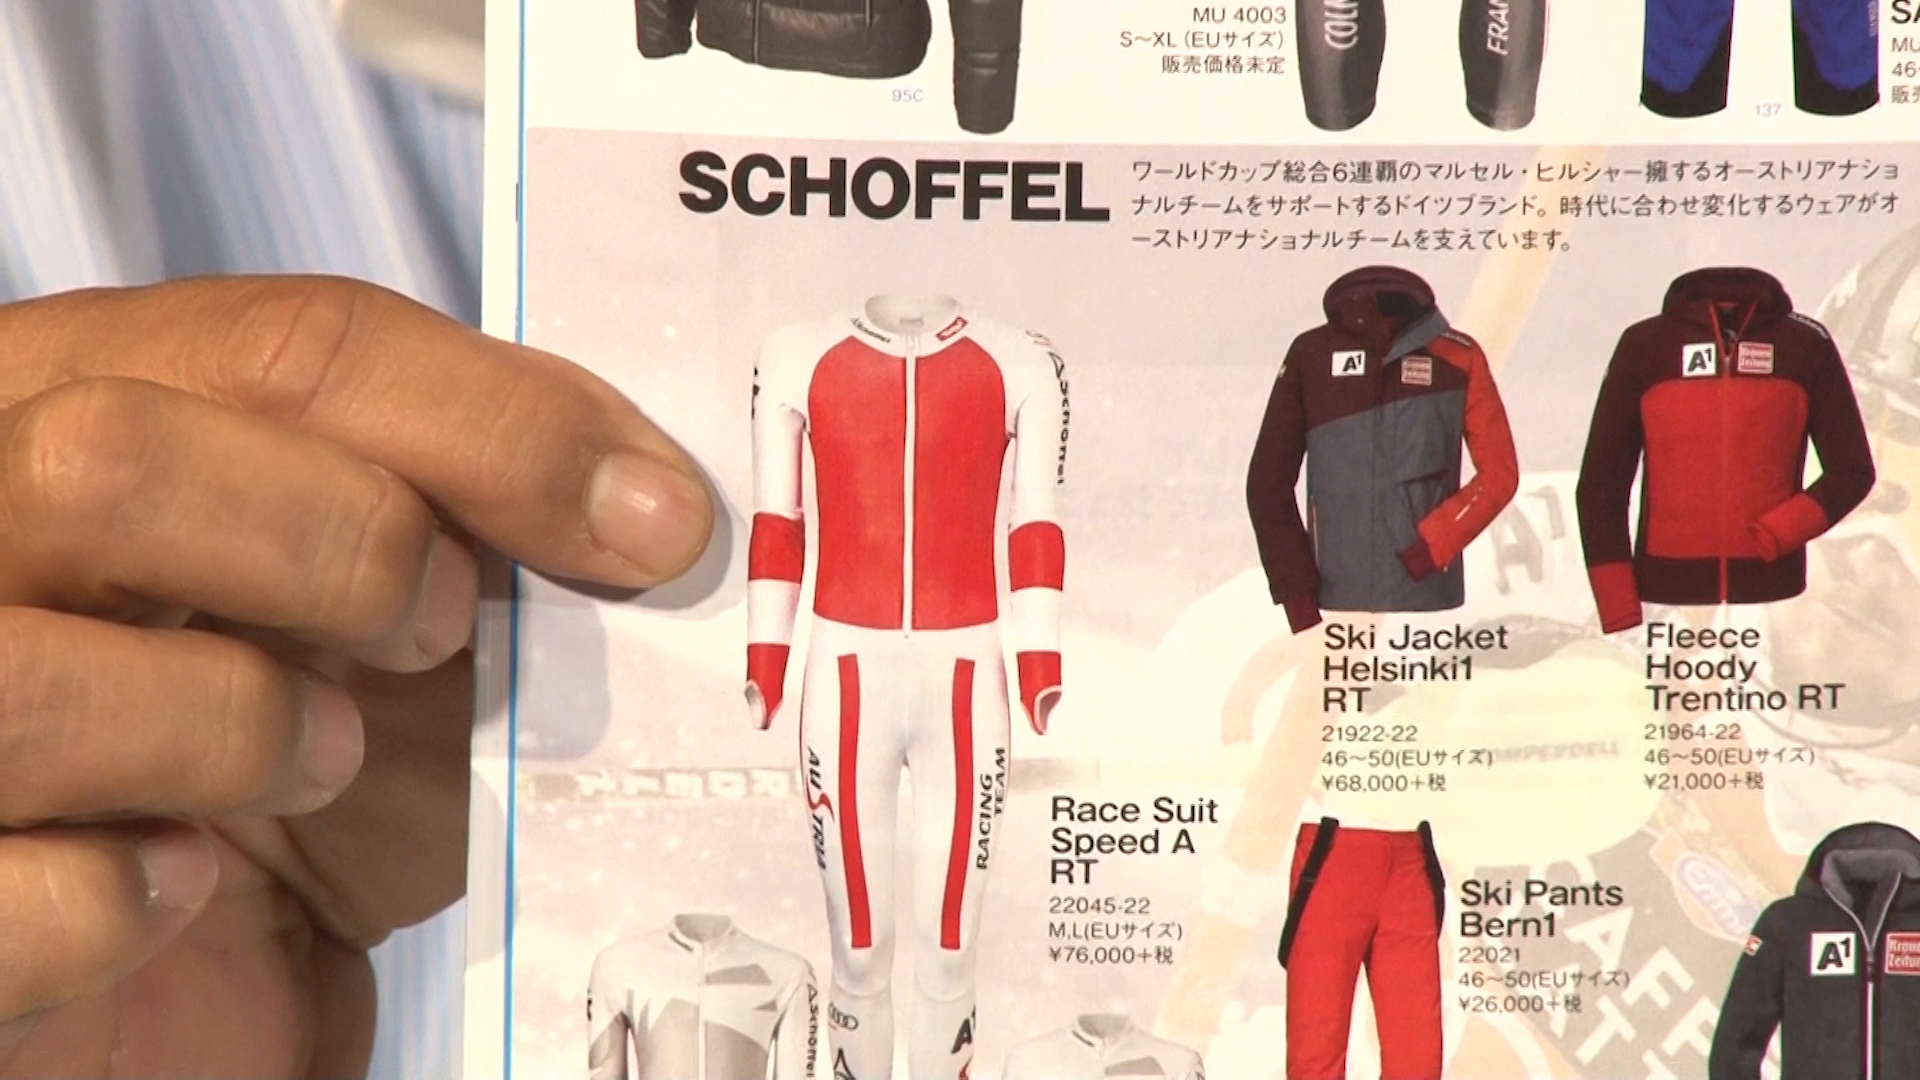 MU 4003
S～XL (EUサイズ)
販売価格未定
95C
137
MU
46
SCHOFFEL
ワールドカップ総合6連覇のマルセル・ヒルシャー擁するオーストリアナショ
ナルチームをサポートするドイツブランド。時代に合わせ変化するウェアがオ
ーストリアナショナルチームを支えています。
A1
A1
Kronen
Zeitung
Schöffel
Ski Jacket
Helsinki1
RT
21922-22
46～50(EUサイズ)
¥68,000＋税
Fleece
Hoody
Trentino RT
21964-22
46～50(EUサイズ)
¥21,000＋税
AUSTRIA
RACING
TEAM
Race Suit
Speed A
RT
22045-22
M,L(EUサイズ)
¥76,000＋税
Ski Pants
Bern1
22021
46～50(EUサイズ)
¥26,000＋税
A1